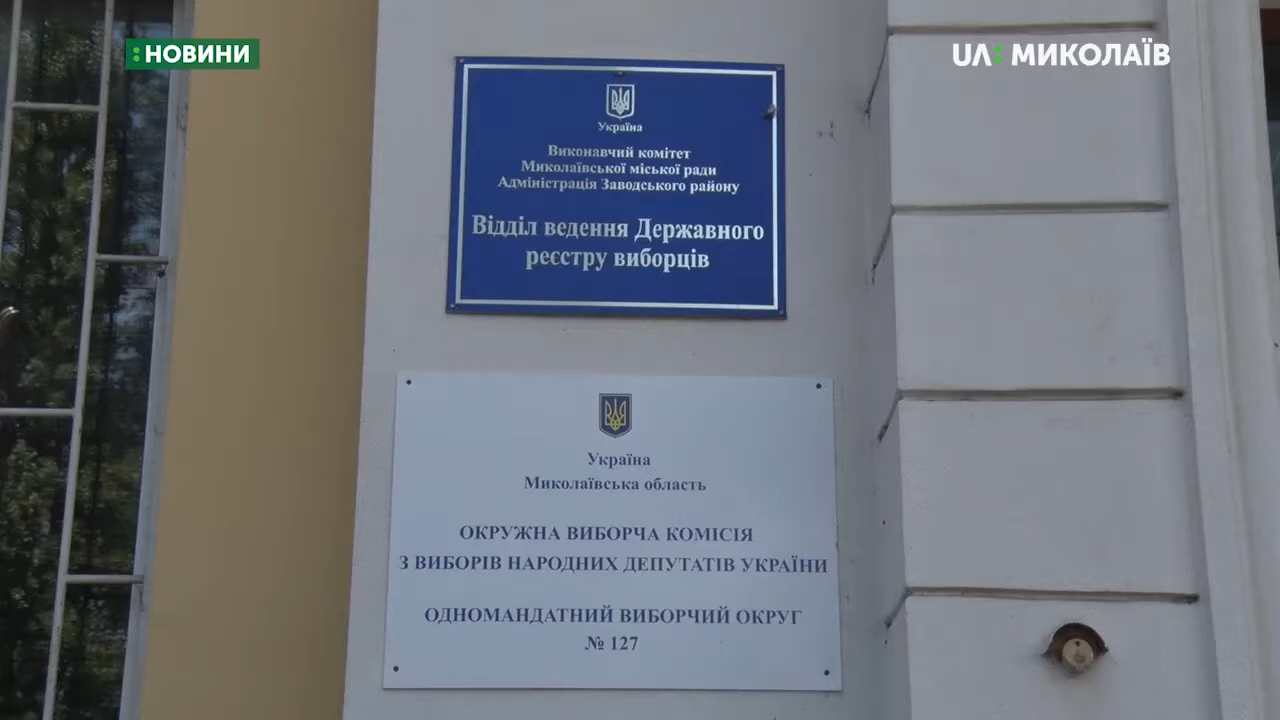 : НОВИНИ
UA: МИКОЛАЇВ
Україна
Виконавчий комітет
Миколаївської міської ради
Адміністрація Заводського району
Відділ ведення Державного
реєстру виборців
Україна
Миколаївська область
ОКРУЖНА ВИБОРЧА КОМІСІЯ
З ВИБОРІВ НАРОДНИХ ДЕПУТАТІВ УКРАЇНИ
ОДНОМАНДАТНИЙ ВИБОРЧИЙ ОКРУГ
№ 127